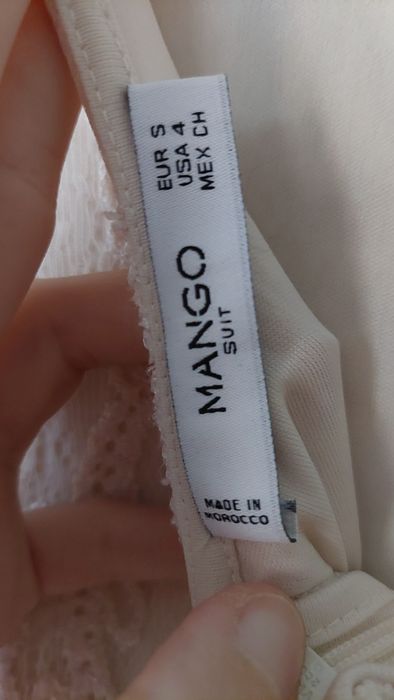 EUR S
USA 4
MEX CH
MANGO
SUIT
MADE IN
MOROCCO